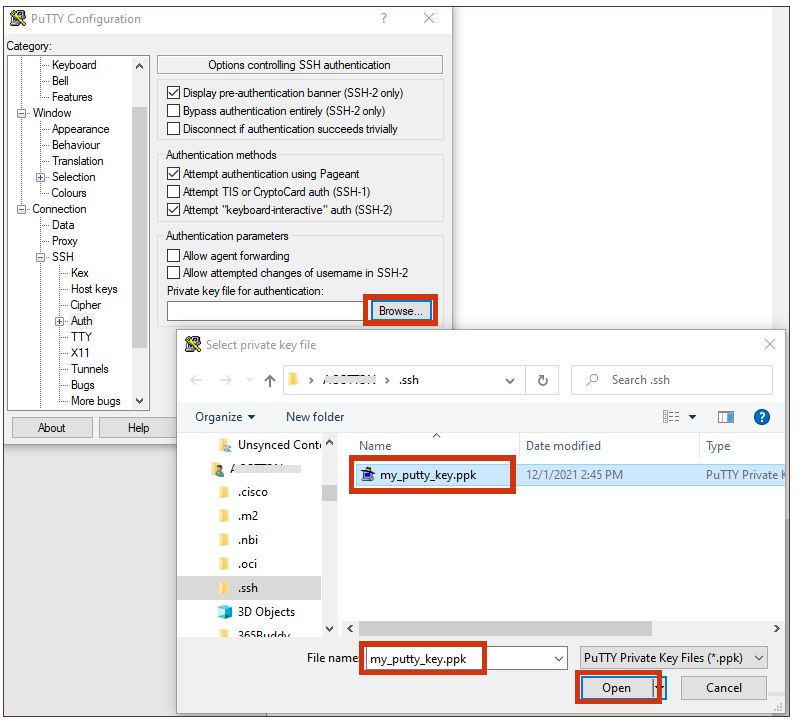 PuTTY Configuration
?
Category:
Keyboard
Bell
Features
Window
Appearance
Behaviour
Translation
Selection
Colours
Connection
Data
Proxy
SSH
Kex
Host keys
Cipher
Auth
TTY
X11
Tunnels
Bugs
More bugs
Options controlling SSH authentication
Display pre-authentication banner (SSH-2 only)
Bypass authentication entirely (SSH-2 only)
Disconnect if authentication succeeds trivially
Authentication methods
Attempt authentication using Pageant
Attempt TIS or CryptoCard auth (SSH-1)
Attempt "keyboard-interactive" auth (SSH-2)
Authentication parameters
Allow agent forwarding
Allow attempted changes of username in SSH-2
Private key file for authentication:
Browse...
About
Help
Select private key file
.ssh
Search .ssh
Organize
New folder
?
Name
Date modified
Type
Unsynced Conte
.cisco
.m2
.nbi
.oci
.ssh
3D Objects
365Buddy
my_putty_key.ppk
12/1/2021 2:45 PM
PuTTY Private K
File name:
my_putty_key.ppk
PuTTY Private Key Files (*.ppk)
Open
Cancel